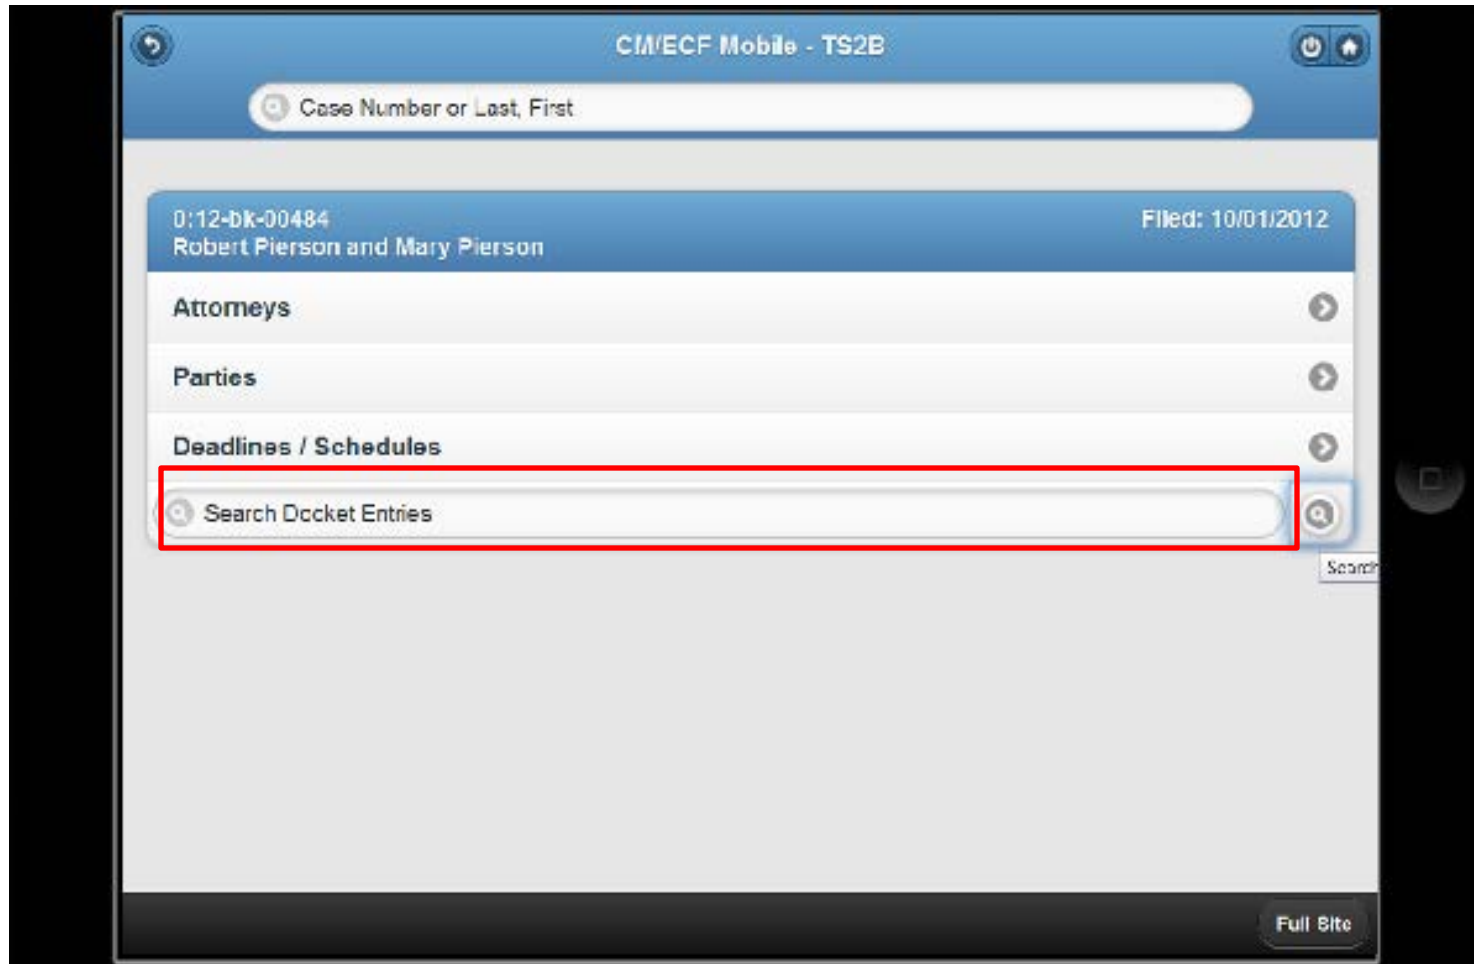 CM/ECF Mobile - TS2B
Case Number or Last, First
0:12-bk-00484 Filed: 10/01/2012
Robert Pierson and Mary Pierson
Attorneys
Parties
Deadlines / Schedules
Search Docket Entries
Search
Full Site